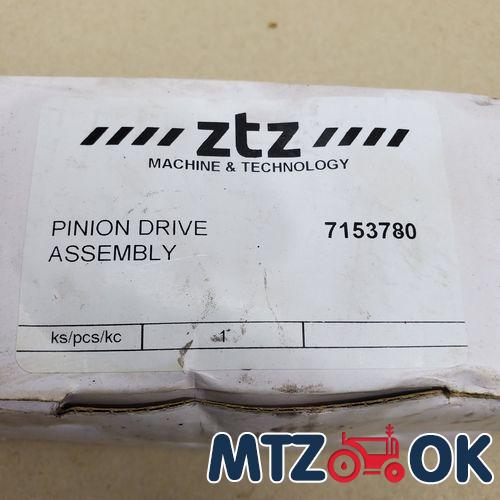 ztz
MACHINE & TECHNOLOGY
PINION DRIVE 7153780
ASSEMBLY
ks/pcs/kc 1
MTZ OK